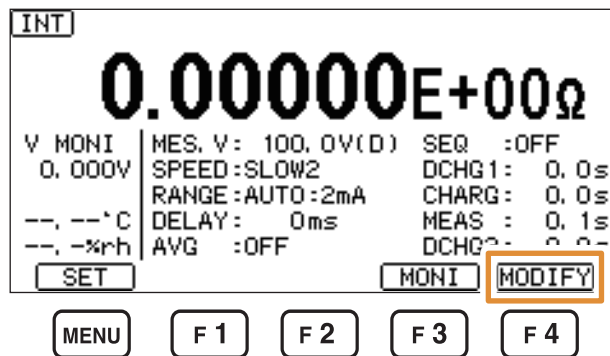 INT
0.00000E+00Ω
V MONI MES. V: 100.0V(D) SEQ :OFF
0.000V SPEED:SLOW2 DCHG1: 0.0s
RANGE:AUTO:2mA CHARG: 0.0s
--.--°C DELAY: 0ms MEAS : 0.1s
--.-%rh AVG :OFF DCHG2:
SET MONI MODIFY
MENU F1 F2 F3 F4